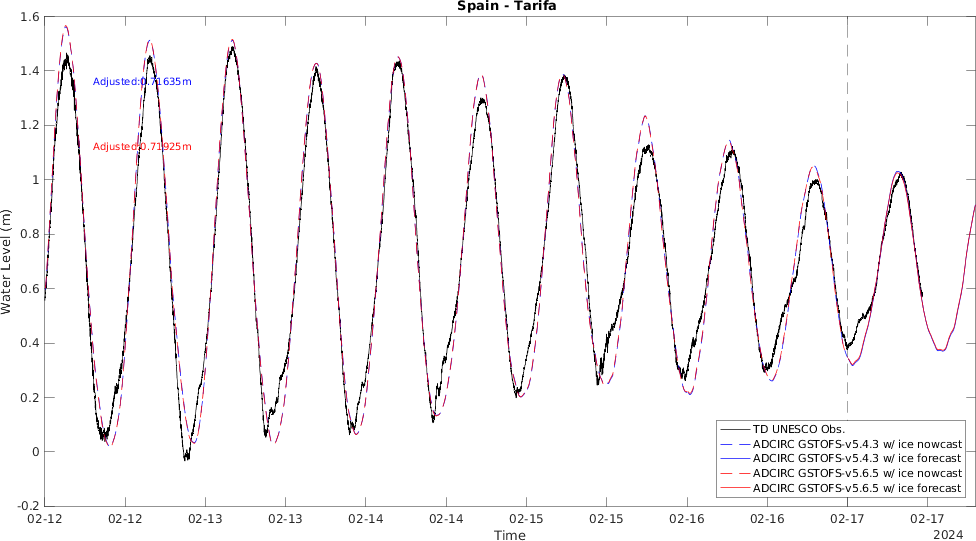 Spain - Tarifa
1.6
1.4
1.2
1
0.8
0.6
0.4
0.2
0
-0.2
Water Level (m)
Adjusted:0.71635m
Adjusted:0.71925m
TD UNESCO Obs.
ADCIRC GSTOFS-v5.4.3 w/ ice nowcast
ADCIRC GSTOFS-v5.4.3 w/ ice forecast
ADCIRC GSTOFS-v5.6.5 w/ ice nowcast
ADCIRC GSTOFS-v5.6.5 w/ ice forecast
02-12 02-12 02-13 02-13 02-14 02-14 02-15 02-15 02-16 02-16 02-17 02-17
Time
2024